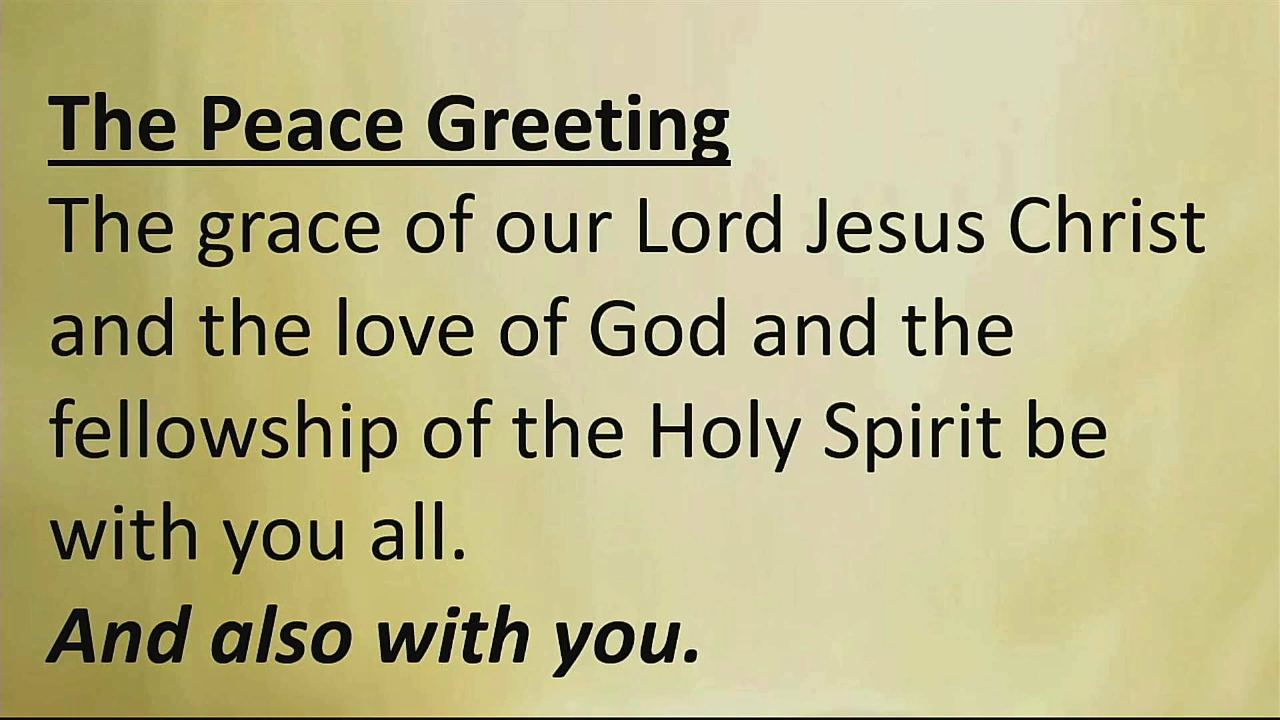 The Peace Greeting
The grace of our Lord Jesus Christ
and the love of God and the
fellowship of the Holy Spirit be
with you all.
And also with you.